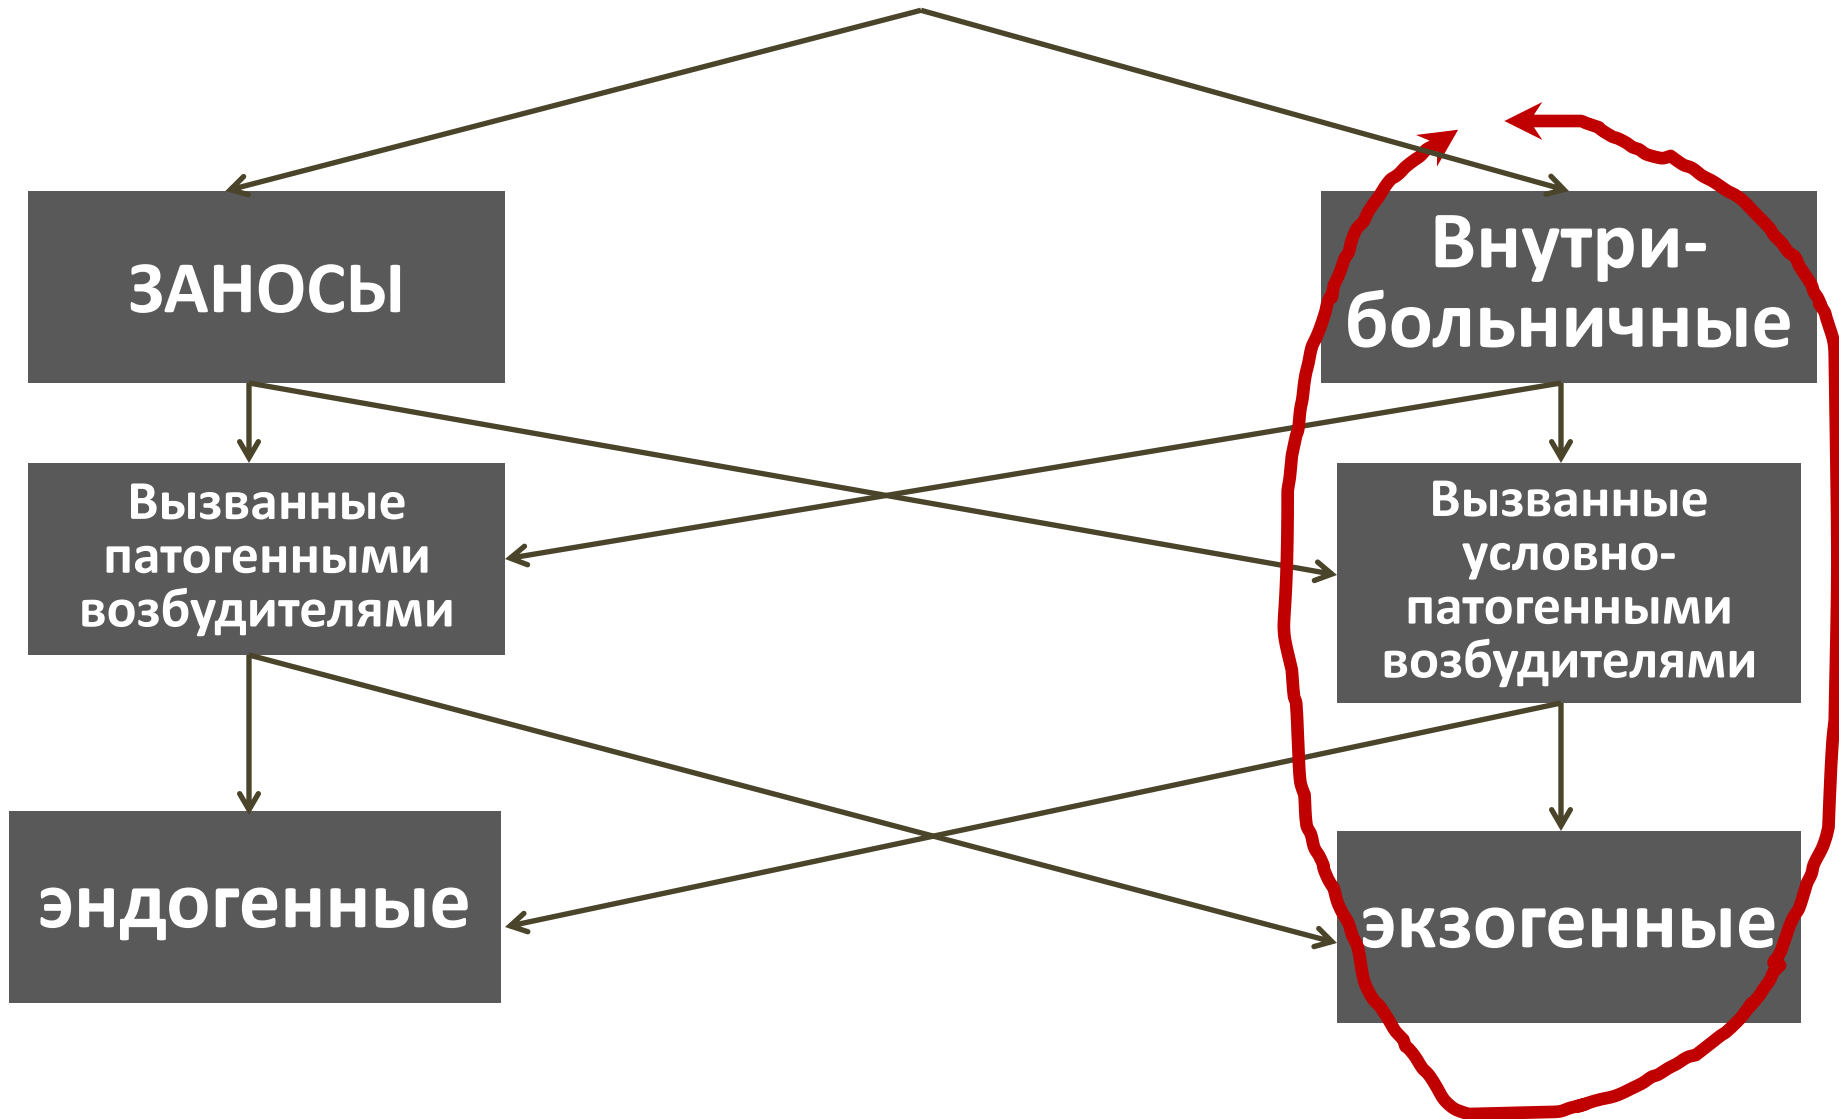 ЗАНОСЫ
Внутри-
больничные
Вызванные
патогенными
возбудителями
Вызванные
условно-
патогенными
возбудителями
эндогенные
экзогенные